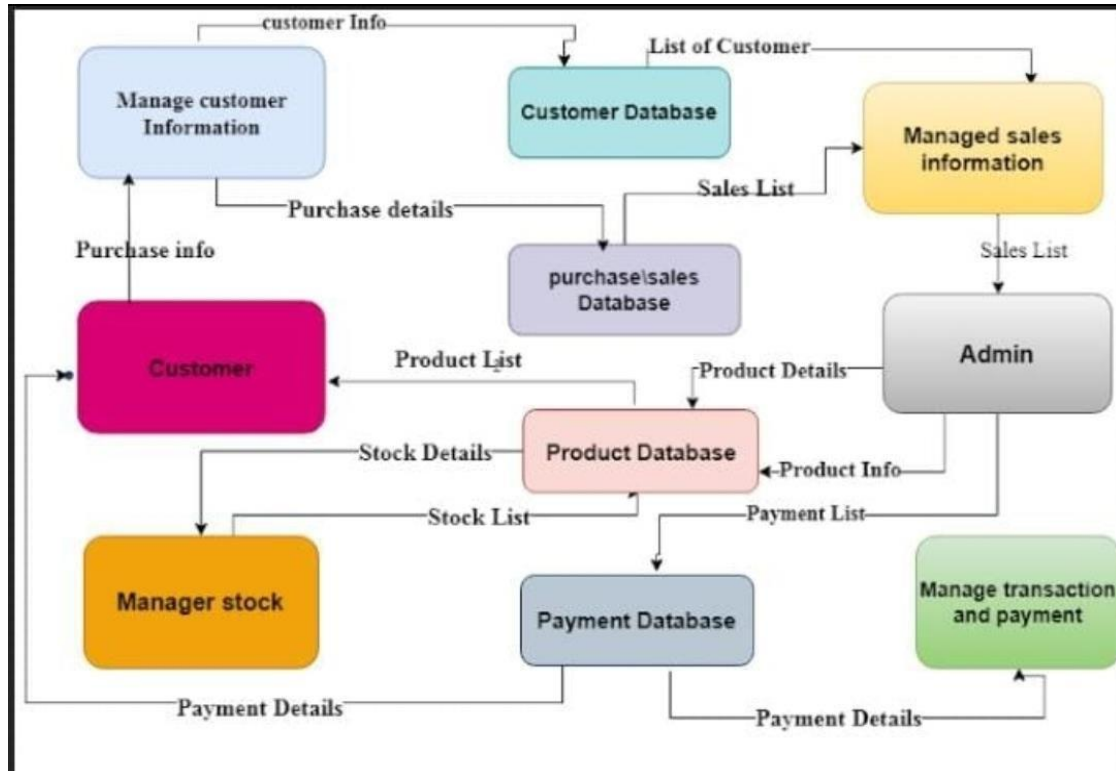 customer Info
List of Customer
Manage customer
Information
Customer Database
Managed sales
information
Sales List
Purchase details
Purchase info
purchase\sales
Database
Sales List
Customer
Product List
Product Details
Admin
Stock Details
Product Database
Product Info
Stock List
Payment List
Manager stock
Payment Database
Manage transaction
and payment
Payment Details
Payment Details